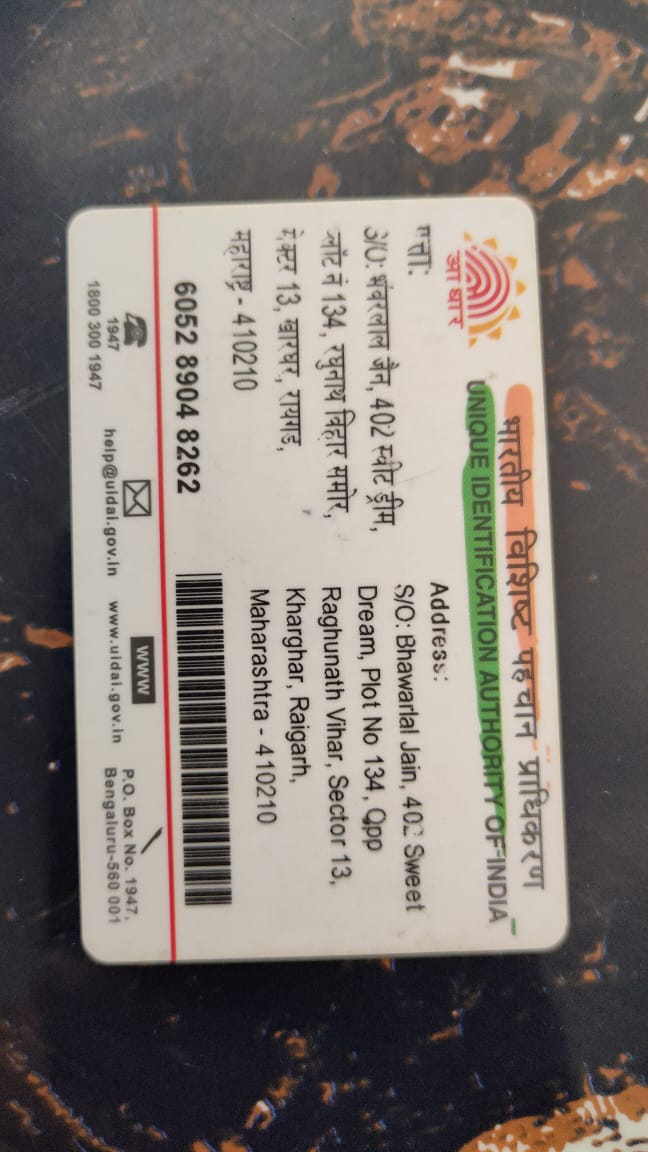 आधार
भारतीय विशिष्ट पहचान प्राधिकरण
UNIQUE IDENTIFICATION AUTHORITY OF INDIA
पत्ता:
S/O: भंवरलाल जैन, 402 स्वीट ड्रीम,
प्लॉट नं 134, रघुनाथ विहार समोर,
सेक्टर 13, खारघर, रायगड,
महाराष्ट्र - 410210
Address:
S/O: Bhawarlal Jain, 402 Sweet
Dream, Plot No 134, Opp
Raghunath Vihar, Sector 13,
Kharghar, Raigarh,
Maharashtra - 410210
6052 8904 8262
1947
1800 300 1947
help@uidai.gov.in
www
www.uidai.gov.in
P.O. Box No. 1947,
Bengaluru-560 001